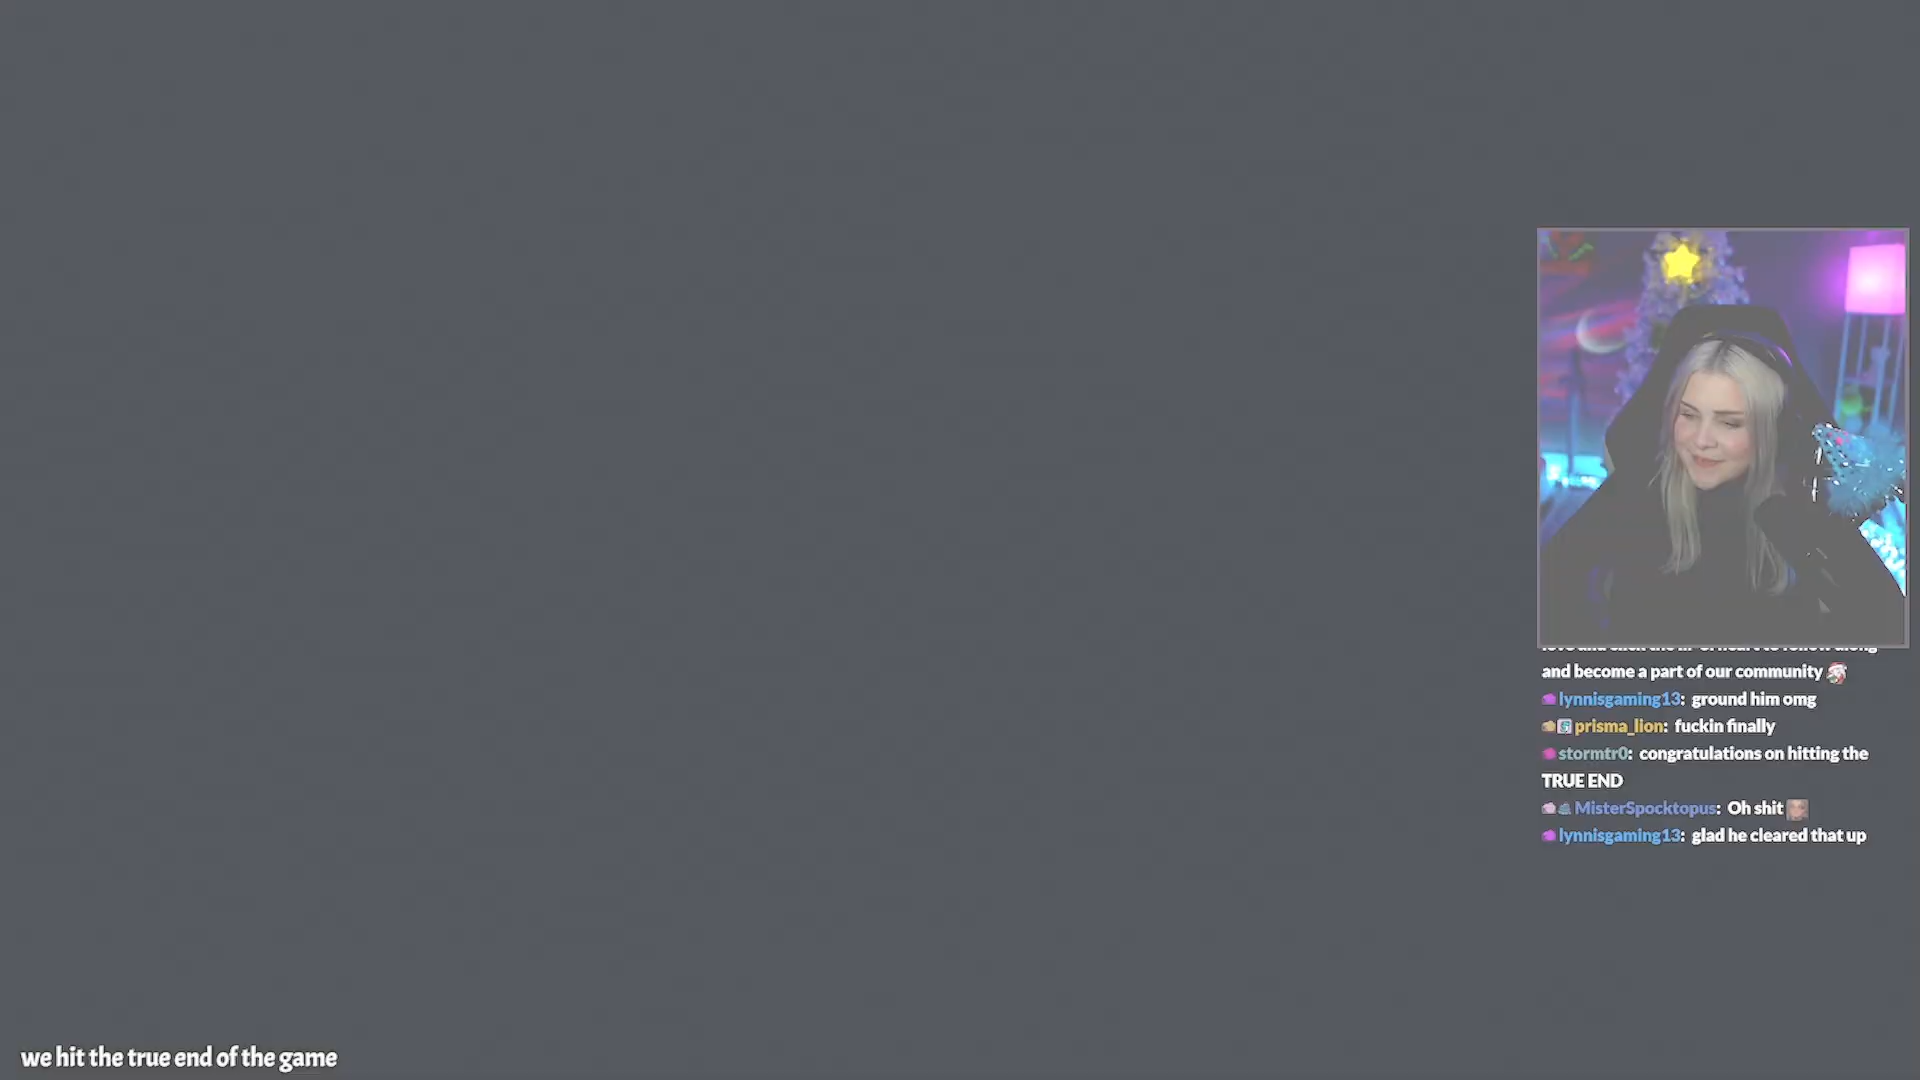 and become a part of our community
lynnisgaming13: ground him omg
prisma_lion: fuckin finally
stormtr0: congratulations on hitting the
TRUE END
MisterSpocktopus: Oh shit
lynnisgaming13: glad he cleared that up
we hit the true end of the game